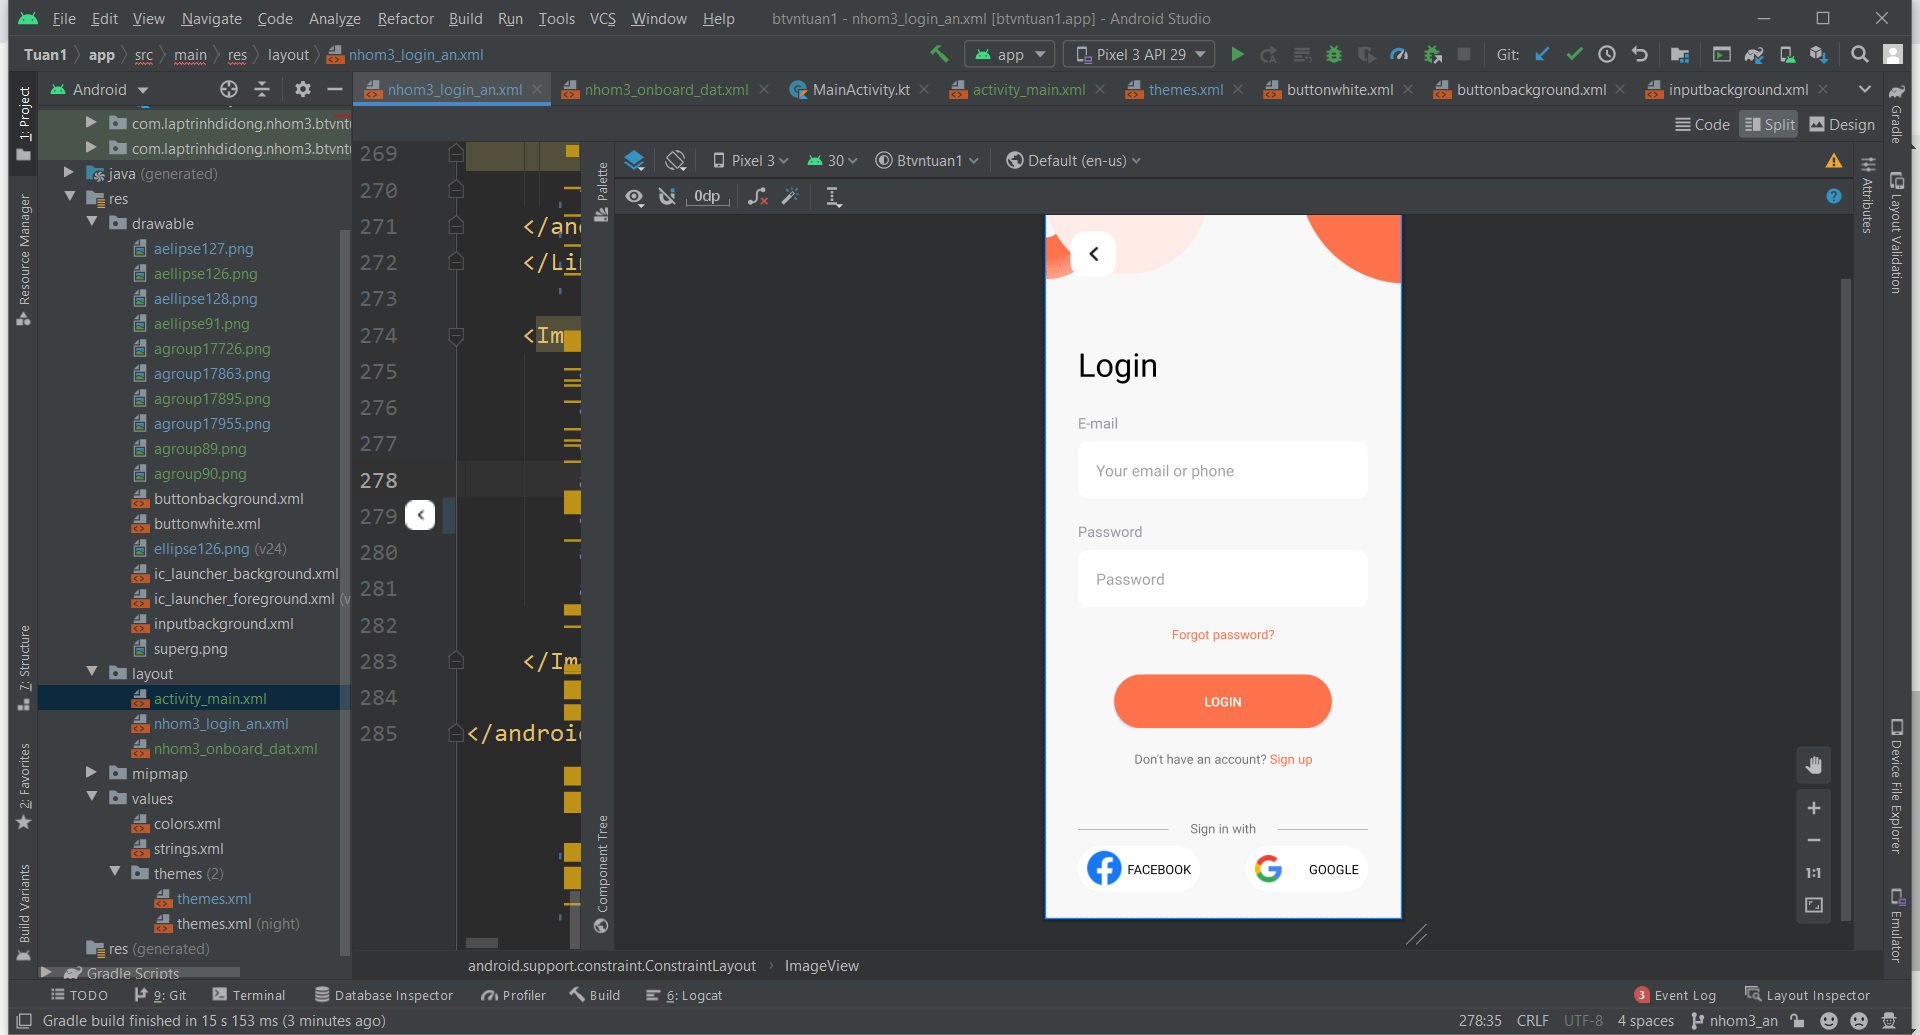 File Edit View Navigate Code Analyze Refactor Build Run Tools VCS Window Help btvntuan1 - nhom3_login_an.xml [btvntuan1.app] - Android Studio
Tuan1 app src main res layout nhom3_login_an.xml app Pixel 3 API 29 Git:
Android nhom3_login_an.xml nhom3_onboard_dat.xml MainActivity.kt activity_main.xml themes.xml buttonwhite.xml buttonbackground.xml inputbackground.xml
Code Split Design
1: Project
Resource Manager
7: Structure
2: Favorites
Build Variants
com.laptrinhdidong.nhom3.btvntu
com.laptrinhdidong.nhom3.btvntu
java (generated)
res
drawable
aelipse127.png
aellipse126.png
aellipse128.png
aellipse91.png
agroup17726.png
agroup17863.png
agroup17895.png
agroup17955.png
agroup89.png
agroup90.png
buttonbackground.xml
buttonwhite.xml
ellipse126.png (v24)
ic_launcher_background.xml
ic_launcher_foreground.xml (v
inputbackground.xml
superg.png
layout
activity_main.xml
nhom3_login_an.xml
nhom3_onboard_dat.xml
mipmap
values
colors.xml
strings.xml
themes (2)
themes.xml
themes.xml (night)
res (generated)
Gradle Scripts
269
270
271 </and
272 </Lin
273
274 <Im
275
276
277
278
279
280
281
282
283 </Im
284
285 </androi
Palette
Component Tree
Pixel 3 30 Btvntuan1 Default (en-us)
0dp
Login
E-mail
Your email or phone
Password
Password
Forgot password?
LOGIN
Don't have an account? Sign up
Sign in with
FACEBOOK GOOGLE
1:1
Attributes
Gradle
Layout Validation
Device File Explorer
Emulator
android.support.constraint.ConstraintLayout ImageView
TODO 9: Git Terminal Database Inspector Profiler Build 6: Logcat 3 Event Log Layout Inspector
Gradle build finished in 15 s 153 ms (3 minutes ago) 278:35 CRLF UTF-8 4 spaces nhom3_an